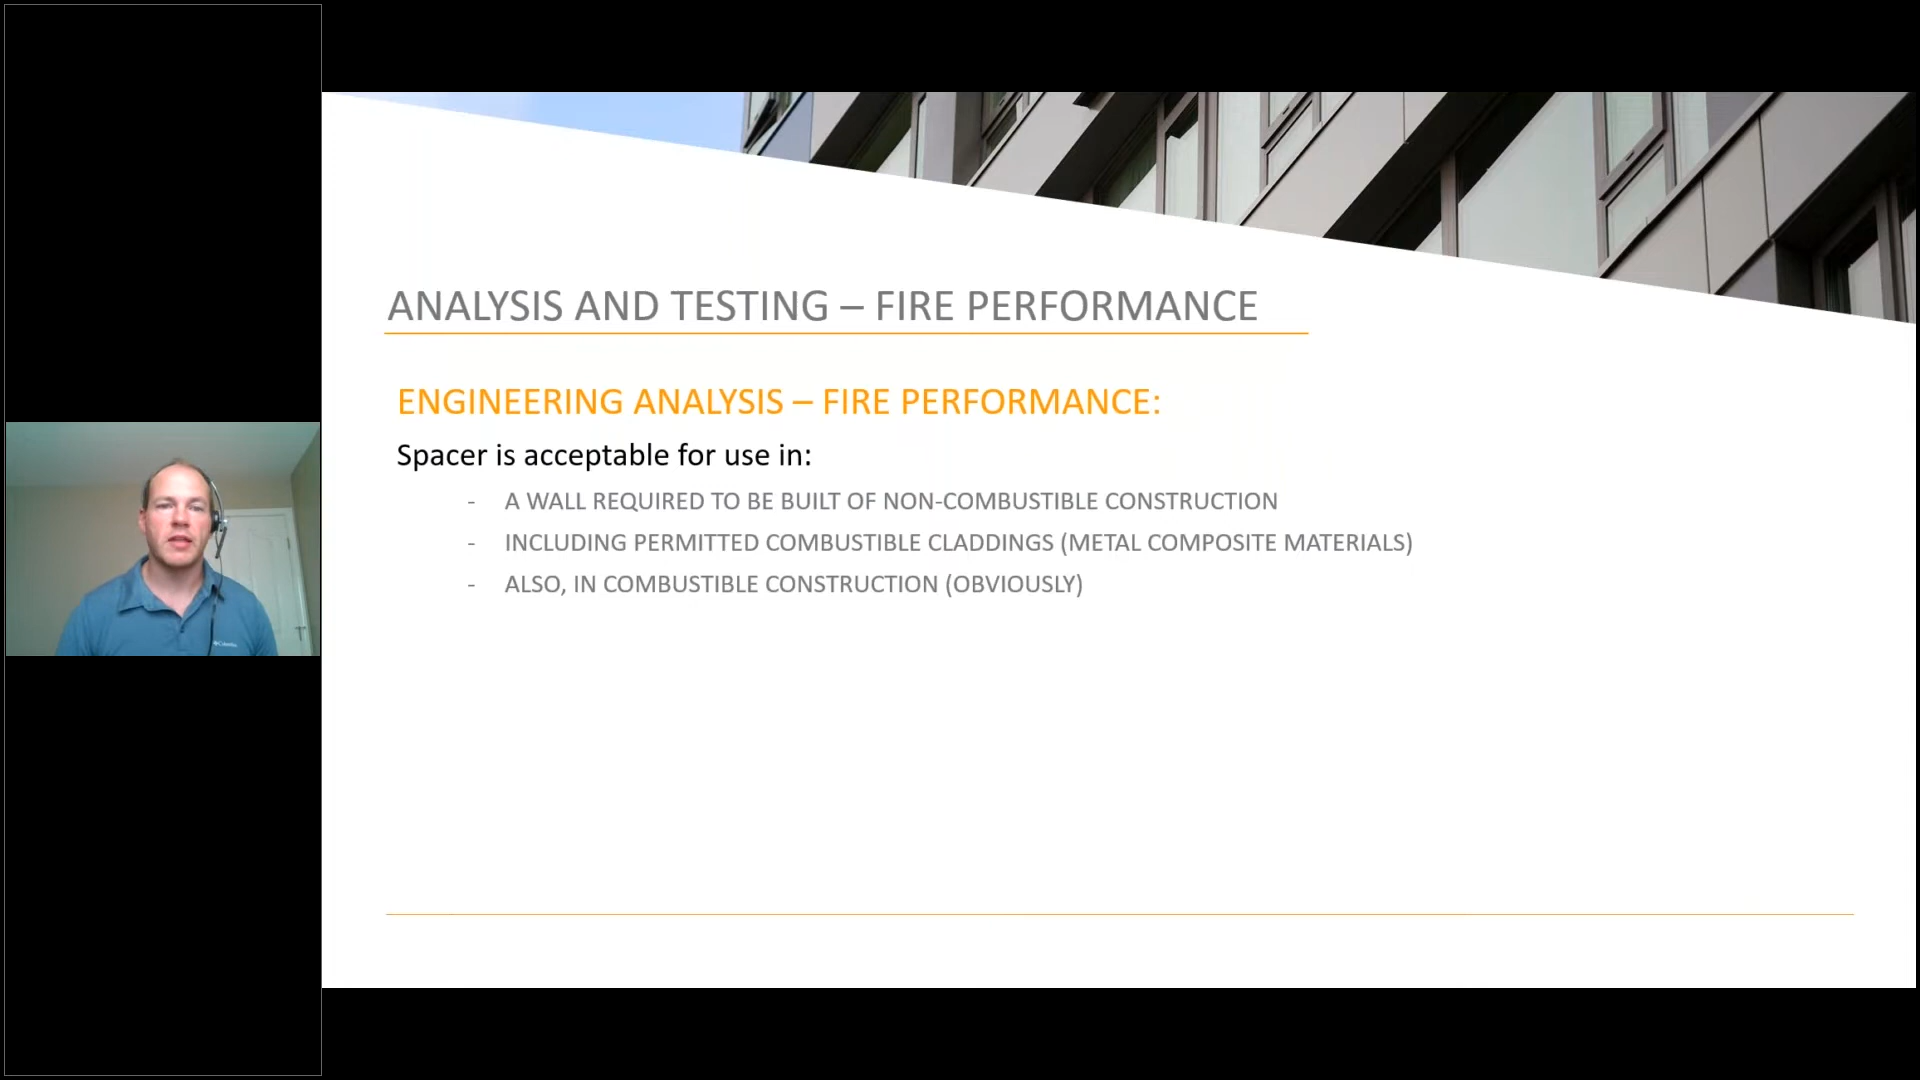 ANALYSIS AND TESTING – FIRE PERFORMANCE
ENGINEERING ANALYSIS – FIRE PERFORMANCE:
Spacer is acceptable for use in:
- A WALL REQUIRED TO BE BUILT OF NON-COMBUSTIBLE CONSTRUCTION
- INCLUDING PERMITTED COMBUSTIBLE CLADDINGS (METAL COMPOSITE MATERIALS)
- ALSO, IN COMBUSTIBLE CONSTRUCTION (OBVIOUSLY)